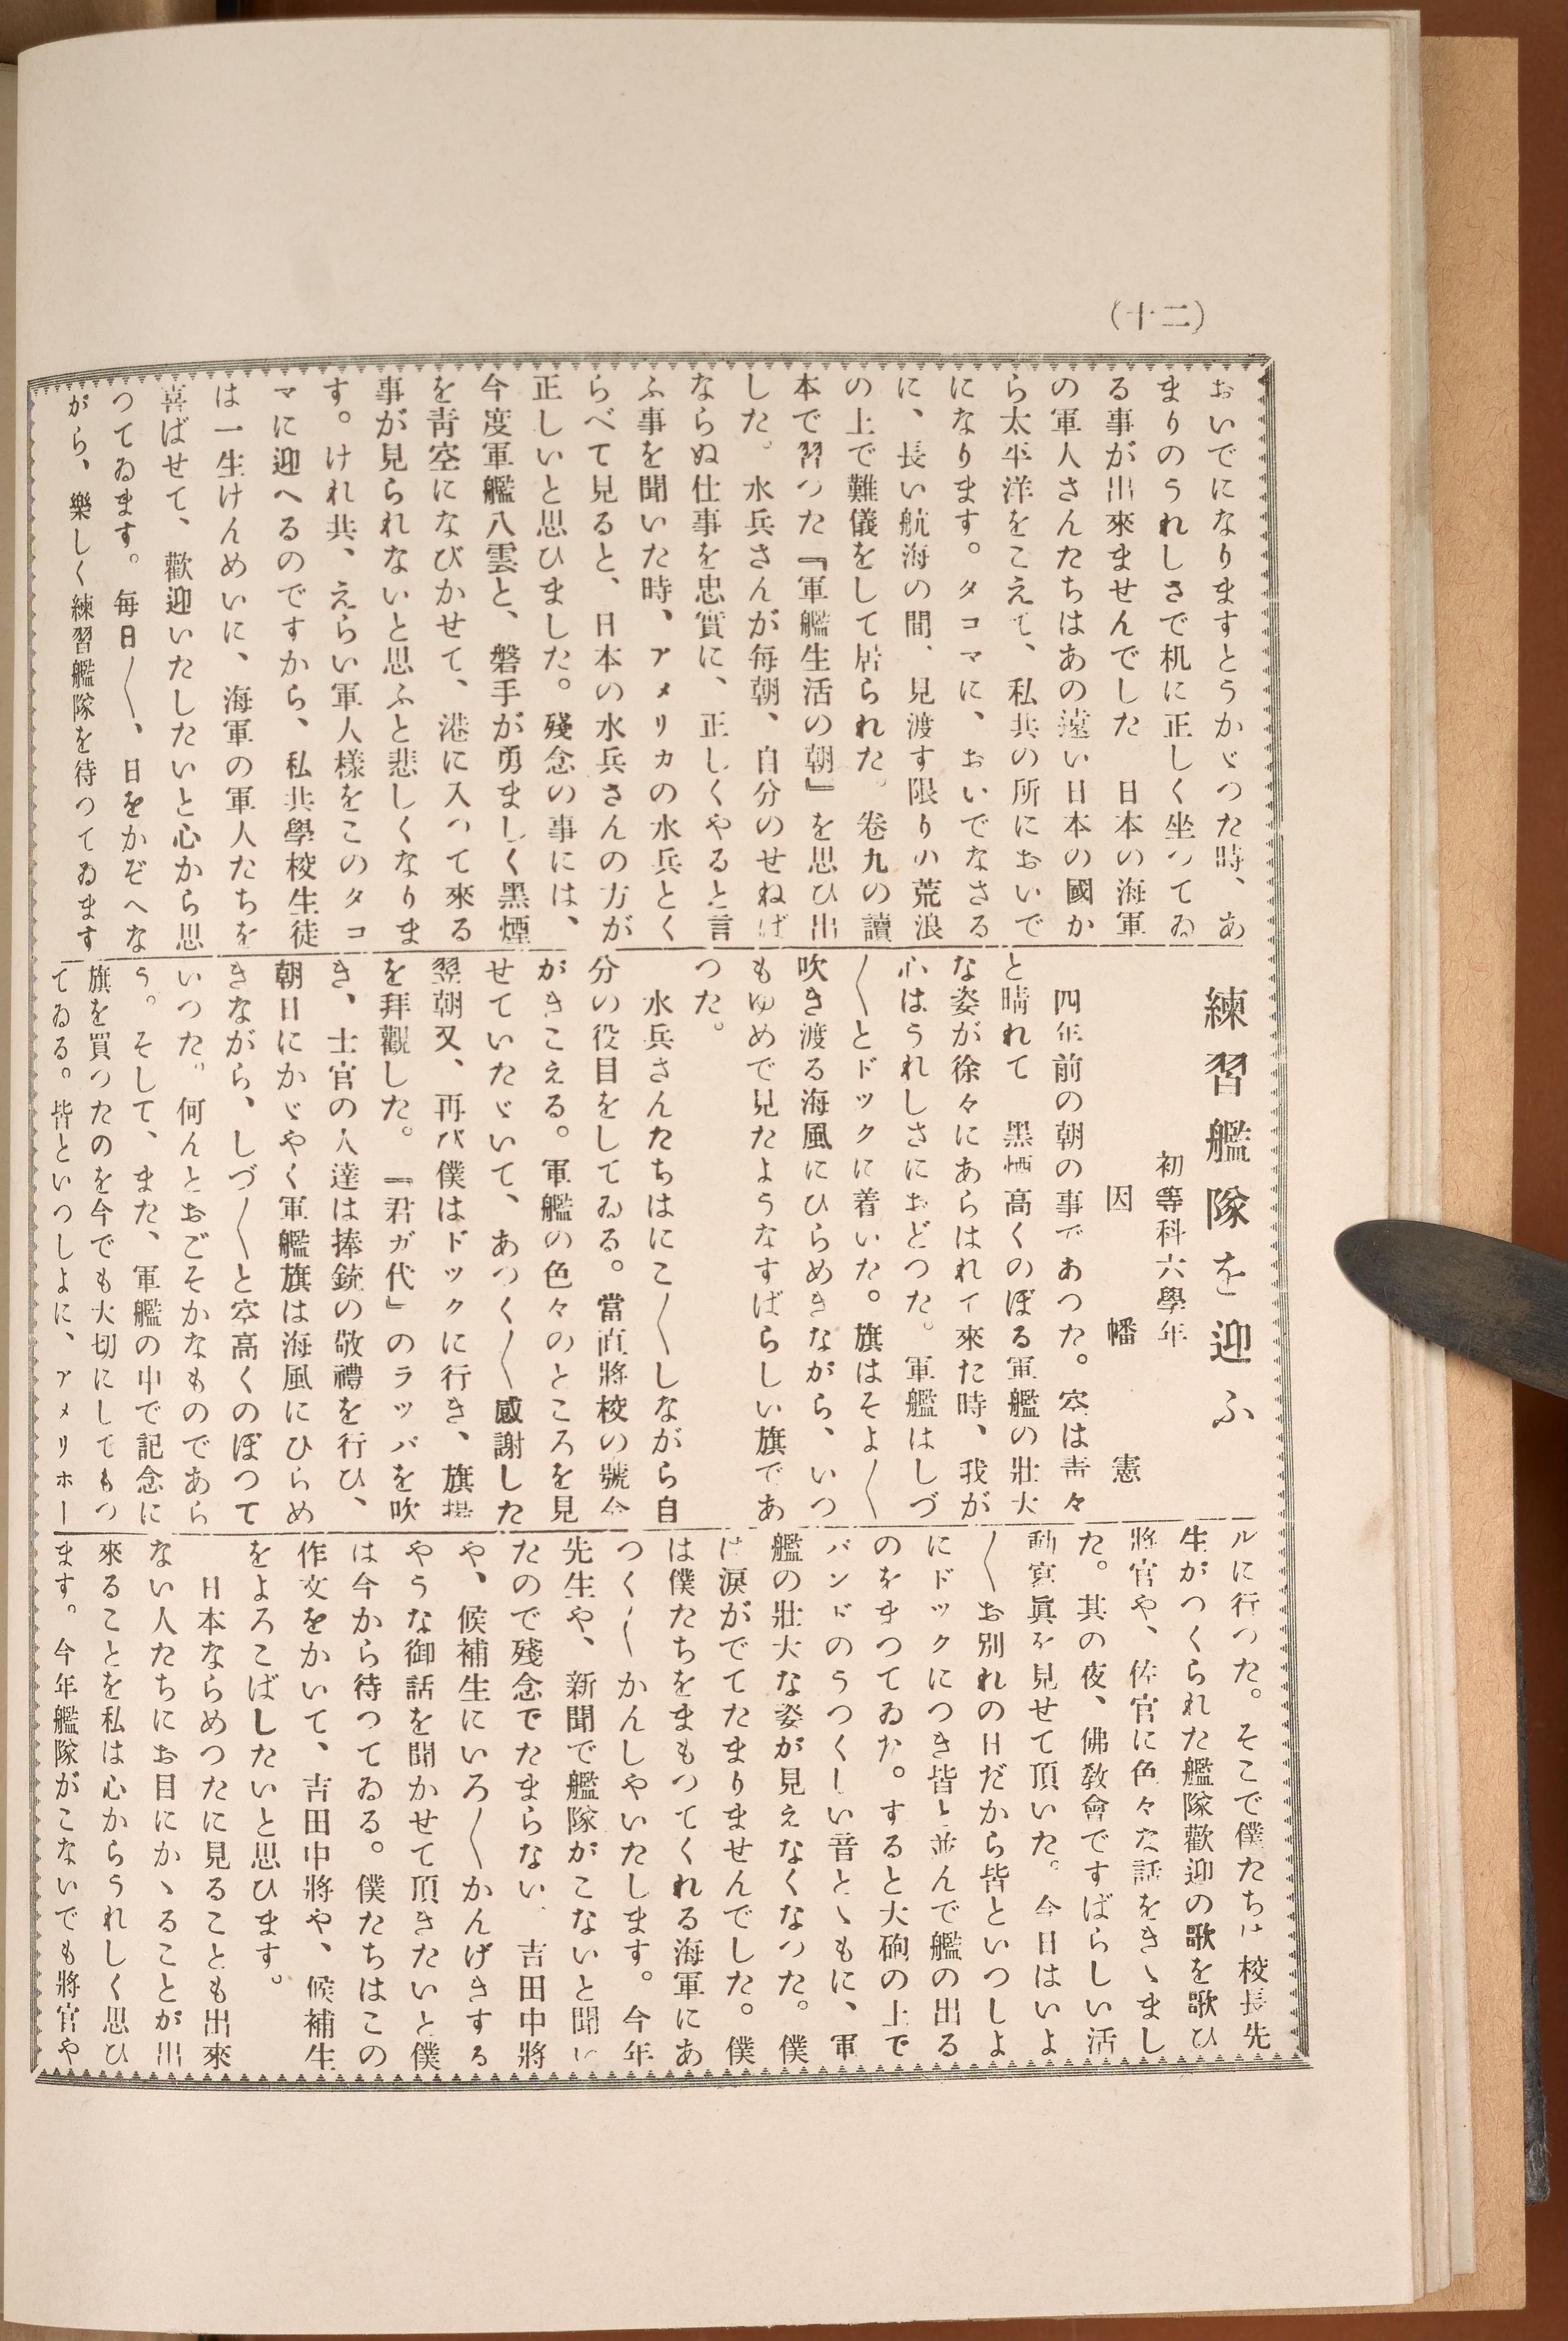 (十二)
おいでになりますとうかゞつた時、あ
まりのうれしさで机に正しく坐つてゐ
る事が出來ませんでした　日本の海軍
の軍人さんたちはあの遠い日本の國か
ら太平洋をこえて、私共の所においで
になります。タコマに、おいでなさる
に、長い航海の間、見渡す限りの荒浪
の上で難儀をして居られた。卷九の讀
本で習つた『軍艦生活の朝』を思ひ出
した。水兵さんが毎朝、自分のせねば
ならぬ仕事を忠實に、正しくやると言
ふ事を聞いた時、アメリカの水兵とく
らべて見ると、日本の水兵さんの方が
正しいと思ひました。殘念の事には、
今度軍艦八雲と、磐手が勇ましく黑煙
を靑空になびかせて、港に入つて來る
事が見られないと思ふと悲しくなりま
す。けれ共、えらい軍人樣をこのタコ
マに迎へるのですから、私共學校生徒
は一生けんめいに、海軍の軍人たちを
喜ばせて、歡迎いたしたいと心から思
つてゐます。毎日〳〵、日をかぞへな
がら、樂しく練習艦隊を待つてゐます
練習艦隊を迎ふ
初等科六學年
因幡憲
四年前の朝の事であつた。空は靑々
と晴れて　黑煙高くのぼる軍艦の壯大
な姿が徐々にあらはれて來た時、我が
心はうれしさにおどつた。軍艦はしづ
〳〵とドックに着いた。旗はそよ〳〵
吹き渡る海風にひらめきながら、いつ
もゆめで見たようなすばらしい旗であ
つた。
水兵さんたちはにこ〳〵しながら自
分の役目をしてゐる。當直將校の號令
がきこえる。軍艦の色々のところを見
せていたゞいて、あつく〳〵感謝した
翌朝又、再び僕はドックに行き、旗揚
を拜觀した。『君ガ代』のラッパを吹
き、士官の人達は捧銃の敬禮を行ひ、
朝日にかゞやく軍艦旗は海風にひらめ
きながら、しづ〳〵と空高くのぼつて
いつた。何んとおごそかなものであら
う。そして、また、軍艦の中で記念に
旗を買つたのを今でも大切にしてもつ
てゐる。皆といつしよに、アメリホー
ルに行つた。そこで僕たちは校長先
生がつくられた艦隊歡迎の歌を歌ひ
將官や、佐官に色々な話をきゝまし
た。其の夜、佛敎會ですばらしい活
動寫眞を見せて頂いた。今日はいよ
〳〵お別れの日だから皆といつしよ
にドックにつき皆と並んで艦の出る
のをまつてゐた。すると大砲の上で
バンドのうつくしい音とゝもに、軍
艦の壯大な姿が見えなくなつた。僕
は涙がでてたまりませんでした。僕
は僕たちをまもつてくれる海軍にあ
つく〳〵かんしやいたします。今年
先生や、新聞で艦隊がこないと聞い
たので殘念でたまらない、吉田中將
や、候補生にいろ〳〵かんげきする
やうな御話を聞かせて頂きたいと僕
は今から待つてゐる。僕たちはこの
作文をかいて、吉田中將や、候補生
をよろこばしたいと思ひます。
日本ならめつたに見ることも出來
ない人たちにお目にかゝることが出
來ることを私は心からうれしく思ひ
ます。今年艦隊がこないでも將官や